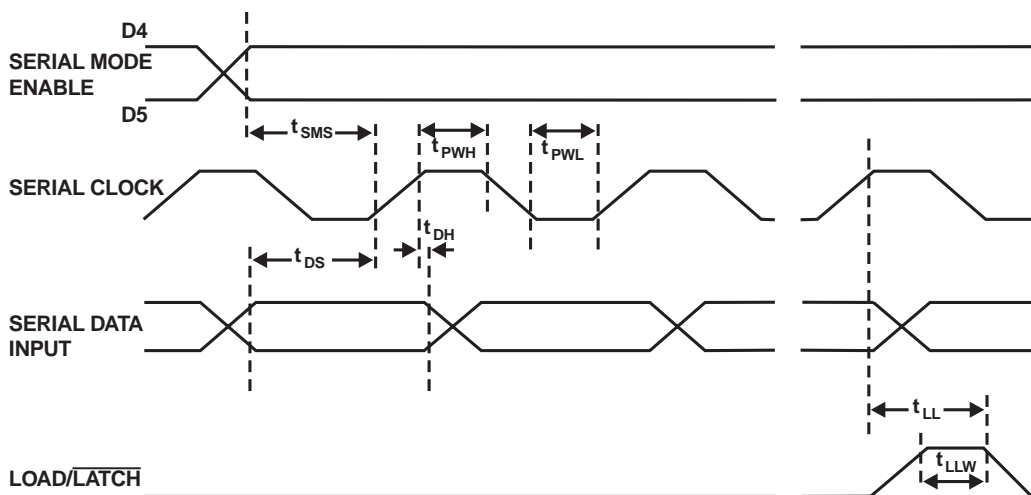 D4
SERIAL MODE
ENABLE
D5
tSMS
tPWH
tPWL
SERIAL CLOCK
tDH
tDS
SERIAL DATA
INPUT
tLL
tLLW
LOAD/LATCH